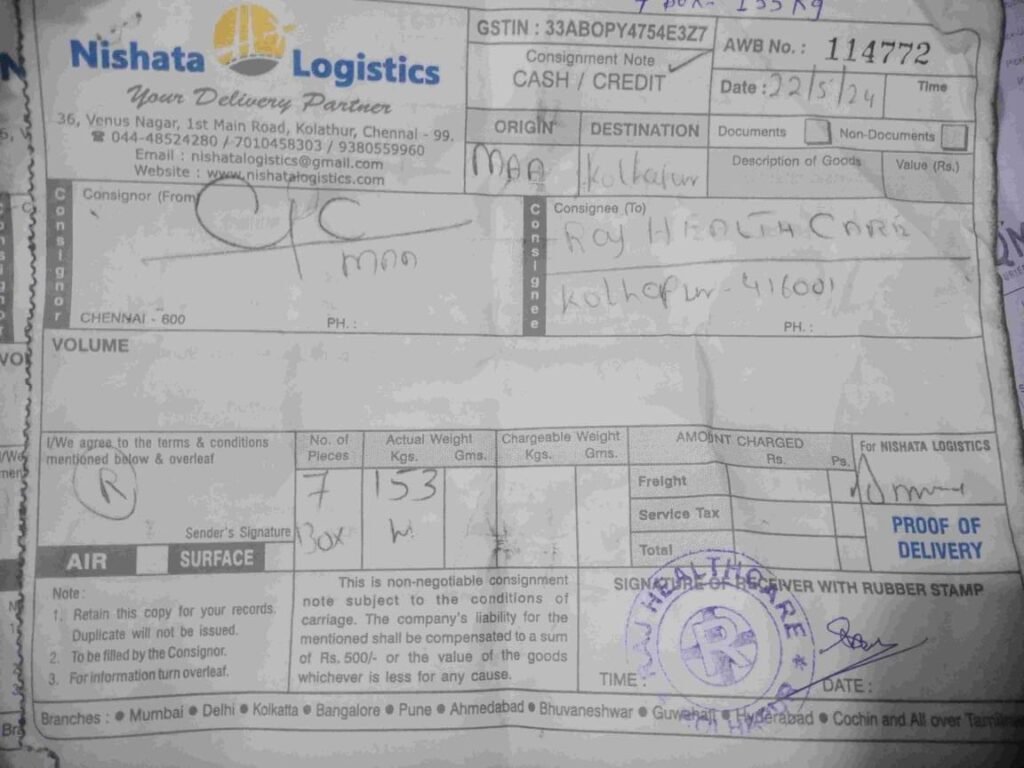 7 Box- 153 Kg
Nishata Logistics
Your Delivery Partner
36, Venus Nagar, 1st Main Road, Kolathur, Chennai - 99.
☎ 044-48524280 / 7010458303 / 9380559960
Email : nishatalogistics@gmail.com
Website : www.nishatalogistics.com
GSTIN : 33ABOPY4754E3Z7
Consignment Note
CASH / CREDIT
AWB No. : 114772
Date : 22/5/24 Time
ORIGIN DESTINATION
MAA Kolhapur
Documents Non-Documents
Description of Goods Value (Rs.)
Consignor
Consignor (From)
CPC
MAA
CHENNAI - 600 PH. :
Consignee
Consignee (To)
Raj HEALTH CARE
Kolhapur - 416001
PH. :
VOLUME
I/We agree to the terms & conditions
mentioned below & overleaf
R
Sender's Signature
AIR SURFACE
No. of Pieces
7
Box
Actual Weight
Kgs. Gms.
153
Chargeable Weight
Kgs. Gms.
AMOUNT CHARGED
Rs. Ps.
Freight
Service Tax
Total
For NISHATA LOGISTICS
PROOF OF
DELIVERY
Note :
1. Retain this copy for your records.
Duplicate will not be issued.
2. To be filled by the Consignor.
3. For information turn overleaf.
This is non-negotiable consignment
note subject to the conditions of
carriage. The company's liability for the
mentioned shall be compensated to a sum
of Rs. 500/- or the value of the goods
whichever is less for any cause.
SIGNATURE OF RECEIVER WITH RUBBER STAMP
RAJ HEALTHCARE *
R
TIME : DATE :
Branches : ● Mumbai ● Delhi ● Kolkatta ● Bangalore ● Pune ● Ahmedabad ● Bhuvaneshwar ● Guwahati ● Hyderabad ● Cochin and All over Tamilna